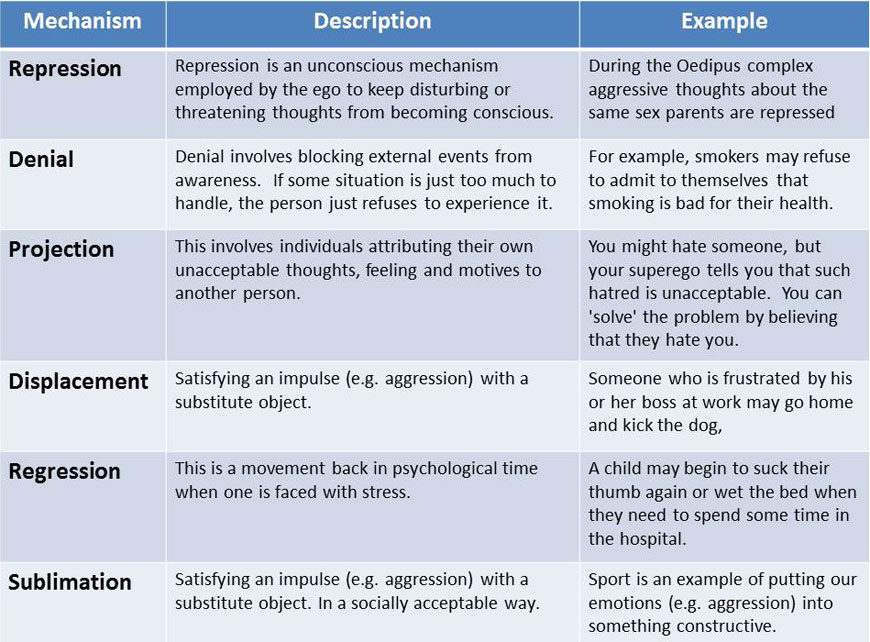 Mechanism Description Example
Repression
Repression is an unconscious mechanism
employed by the ego to keep disturbing or
threatening thoughts from becoming conscious.
During the Oedipus complex
aggressive thoughts about the
same sex parents are repressed
Denial
Denial involves blocking external events from
awareness.  If some situation is just too much to
handle, the person just refuses to experience it.
For example, smokers may refuse
to admit to themselves that
smoking is bad for their health.
Projection
This involves individuals attributing their own
unacceptable thoughts, feeling and motives to
another person.
You might hate someone, but
your superego tells you that such
hatred is unacceptable.  You can
'solve' the problem by believing
that they hate you.
Displacement
Satisfying an impulse (e.g. aggression) with a
substitute object.
Someone who is frustrated by his
or her boss at work may go home
and kick the dog,
Regression
This is a movement back in psychological time
when one is faced with stress.
A child may begin to suck their
thumb again or wet the bed when
they need to spend some time in
the hospital.
Sublimation
Satisfying an impulse (e.g. aggression) with a
substitute object. In a socially acceptable way.
Sport is an example of putting our
emotions (e.g. aggression) into
something constructive.